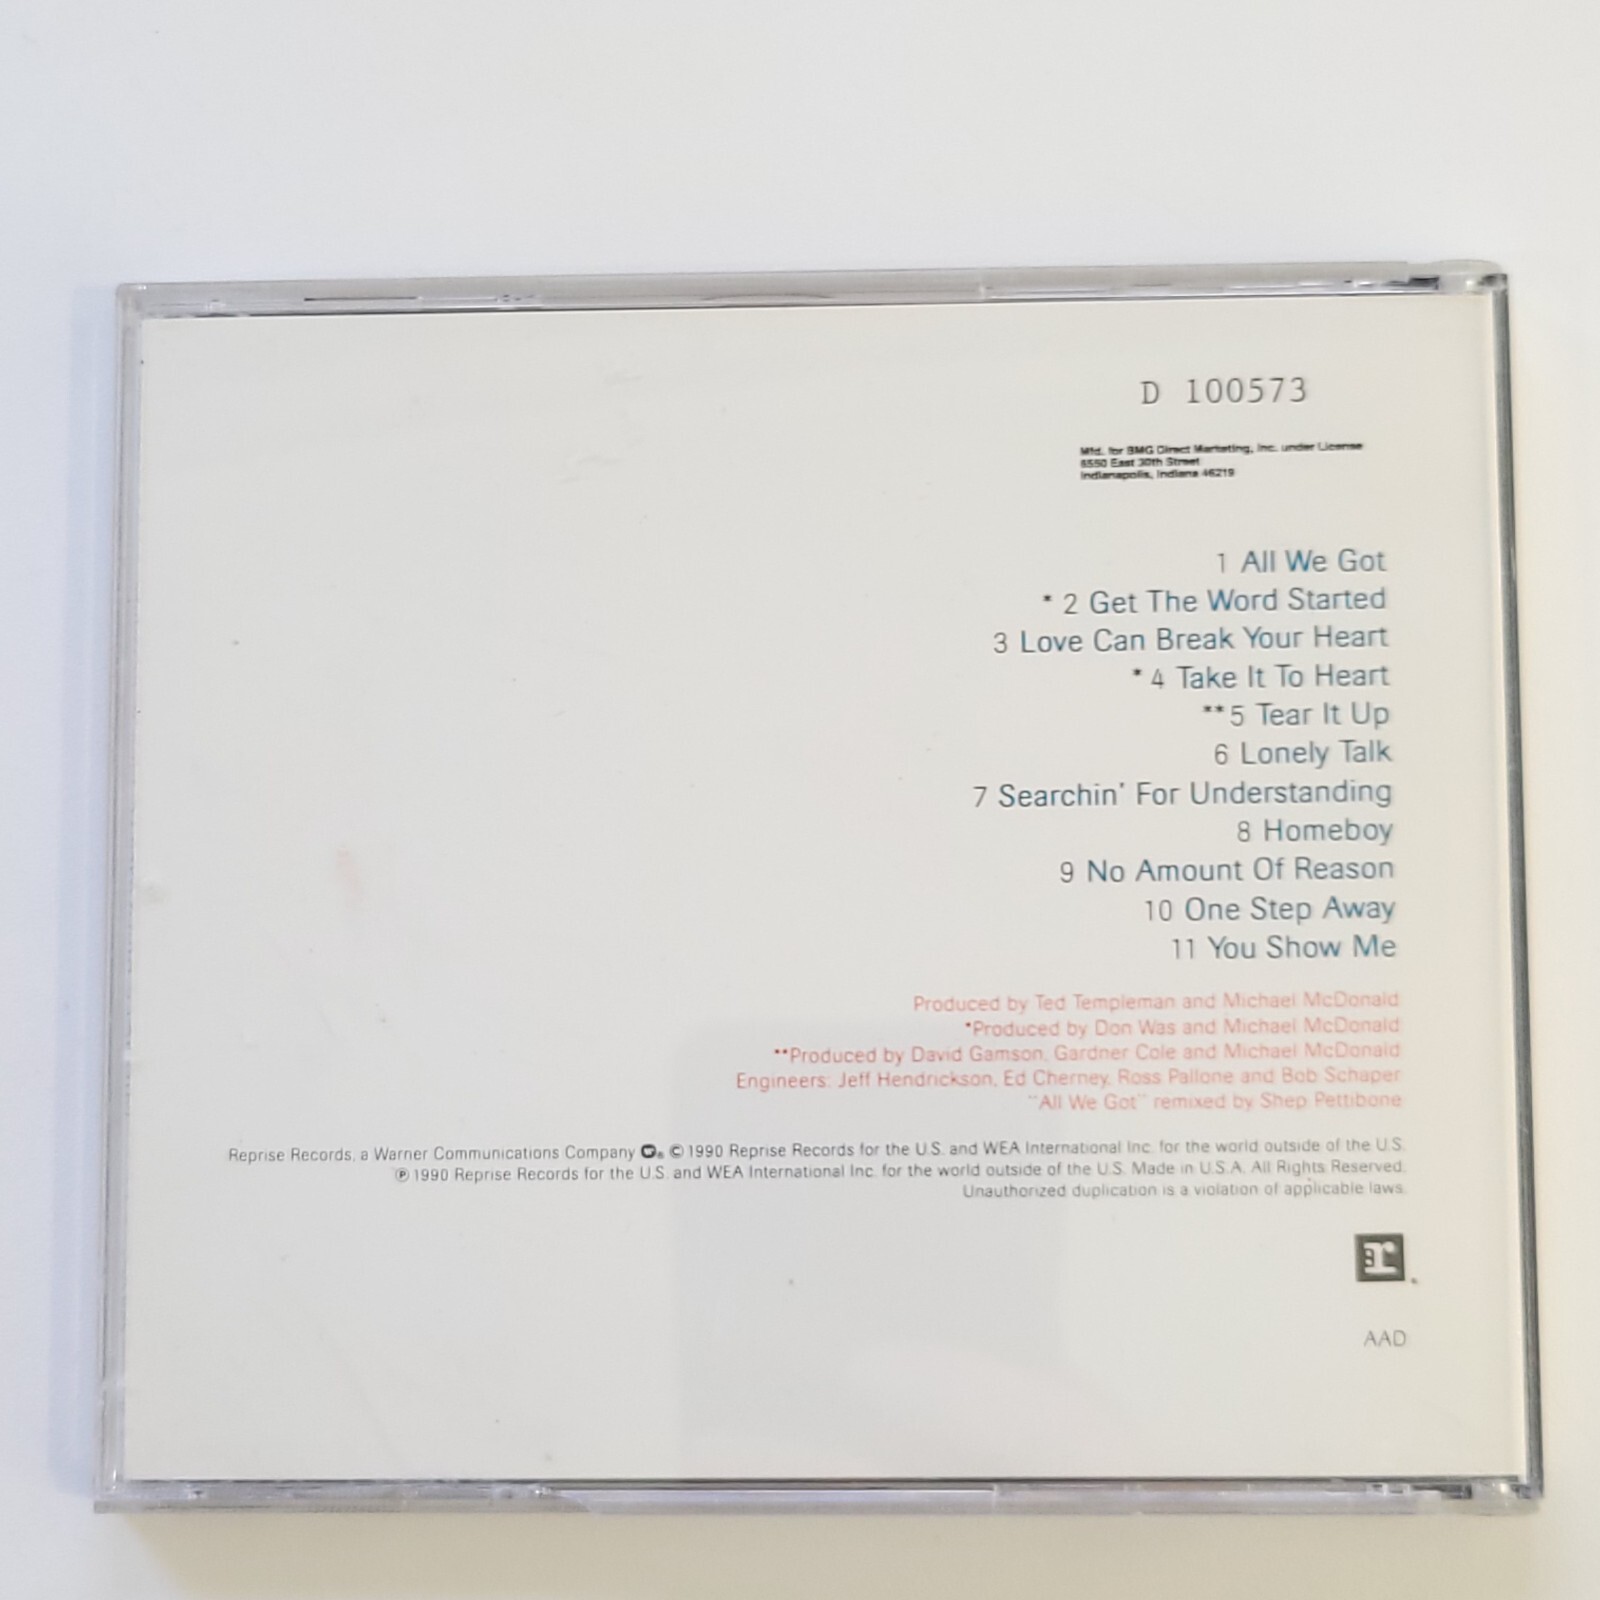 D 100573
Mfd. for BMG Direct Marketing, Inc. under License
6550 East 30th Street
Indianapolis, Indiana 46219
1 All We Got
* 2 Get The Word Started
3 Love Can Break Your Heart
* 4 Take It To Heart
** 5 Tear It Up
6 Lonely Talk
7 Searchin' For Understanding
8 Homeboy
9 No Amount Of Reason
10 One Step Away
11 You Show Me
Produced by Ted Templeman and Michael McDonald
*Produced by Don Was and Michael McDonald
**Produced by David Gamson, Gardner Cole and Michael McDonald
Engineers: Jeff Hendrickson, Ed Cherney, Ross Pallone and Bob Schaper
"All We Got" remixed by Shep Pettibone
Reprise Records, a Warner Communications Company ® ©1990 Reprise Records for the U.S. and WEA International Inc. for the world outside of the U.S.
℗ 1990 Reprise Records for the U.S. and WEA International Inc. for the world outside of the U.S. Made in U.S.A. All Rights Reserved.
Unauthorized duplication is a violation of applicable laws.
r
AAD